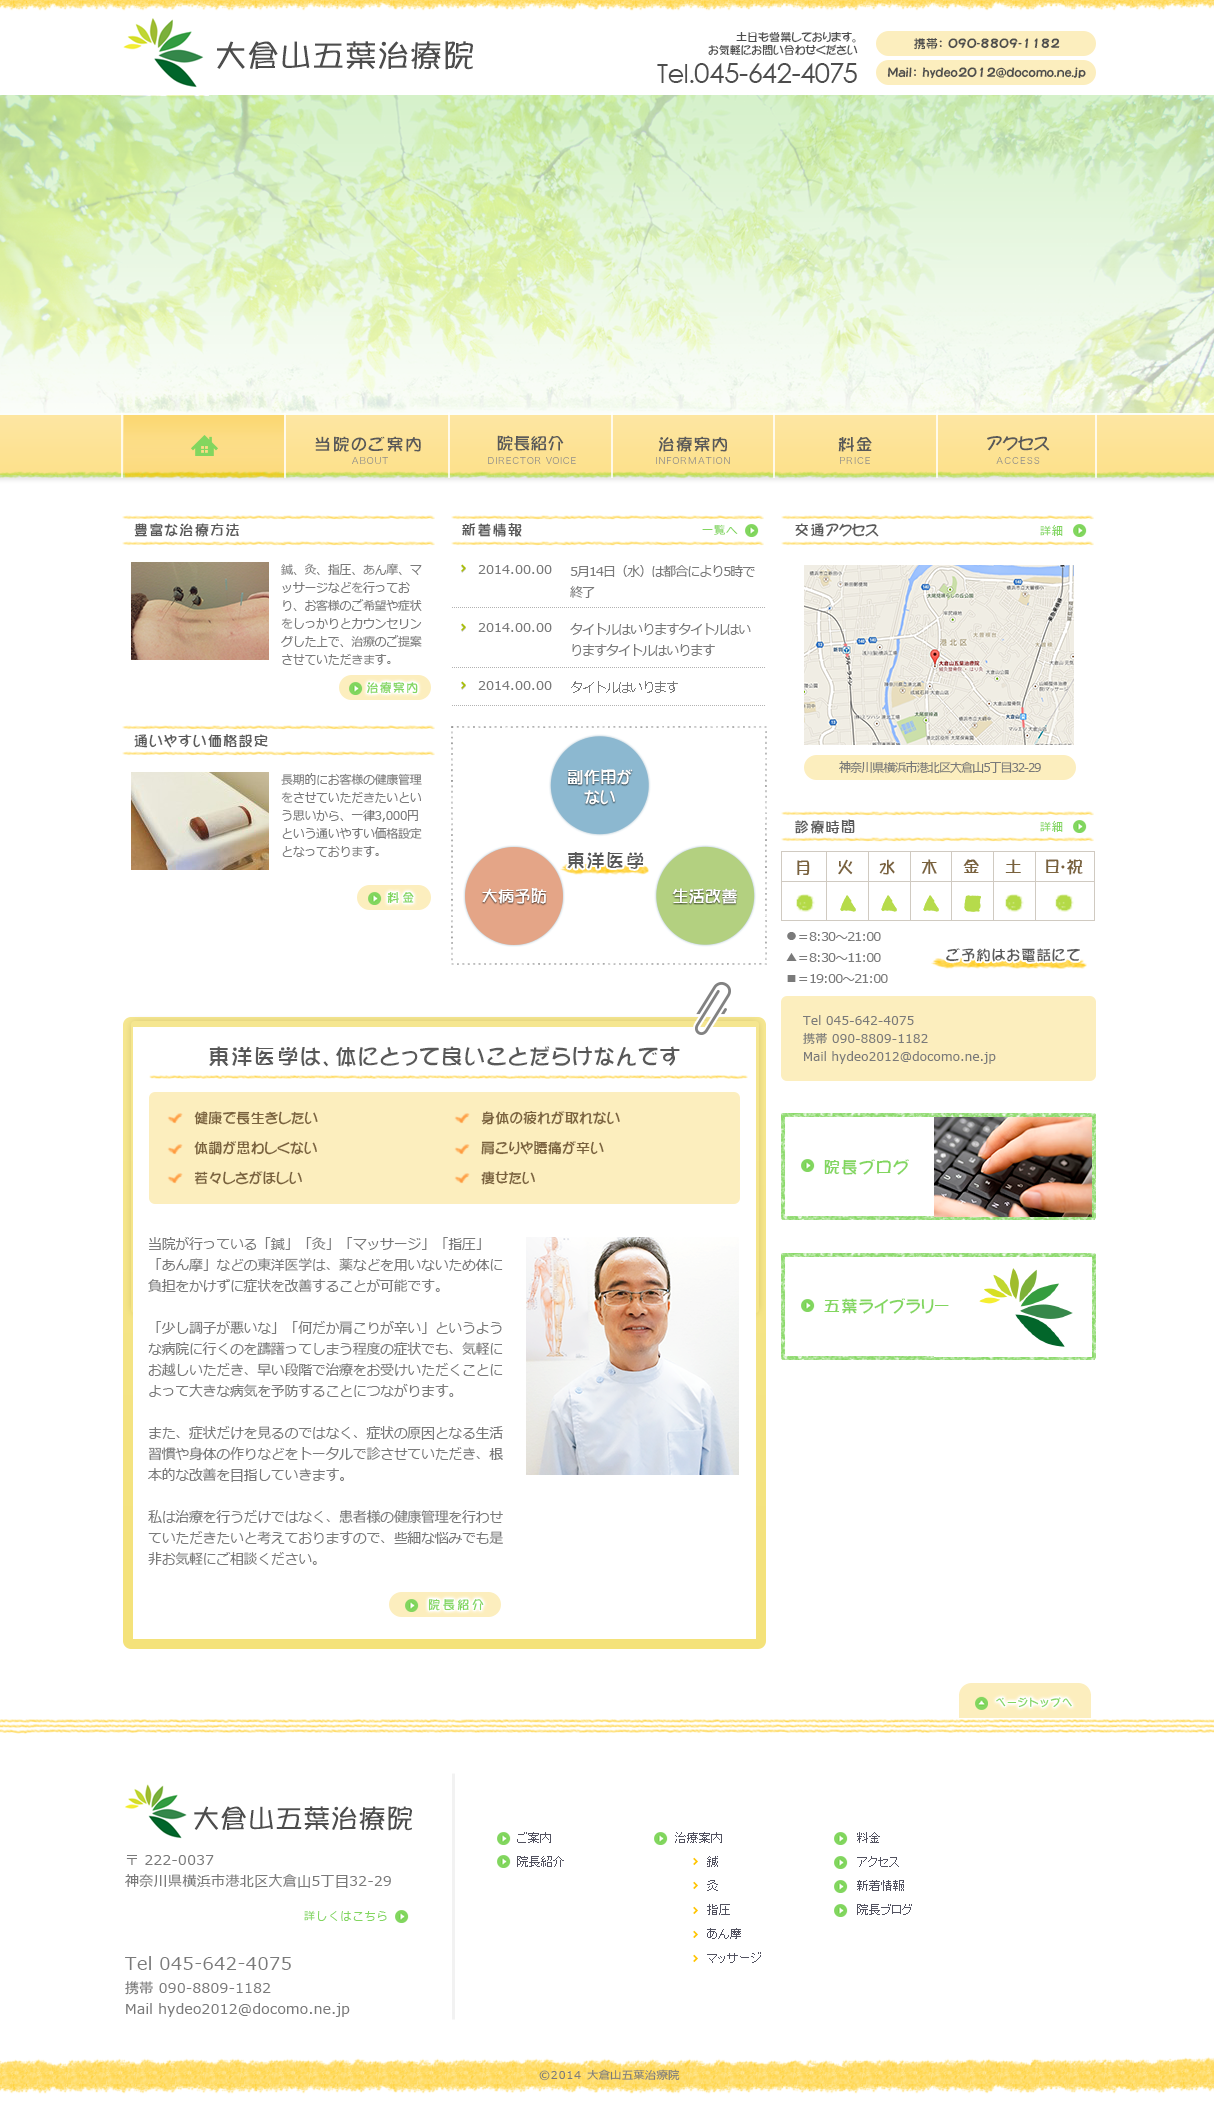 大倉山五葉治療院
土日も営業しております。
お気軽にお問い合わせください
Tel.045-642-4075
携帯: 090-8809-1182
Mail: hydeo2012@docomo.ne.jp
当院のご案内
ABOUT
院長紹介
DIRECTOR VOICE
治療案内
INFORMATION
料金
PRICE
アクセス
ACCESS
豊富な治療方法
鍼、灸、指圧、あん摩、マ
ッサージなどを行ってお
り、お客様のご希望や症状
をしっかりとカウンセリン
グした上で、治療のご提案
させていただきます。
治療案内
通いやすい価格設定
長期的にお客様の健康管理
をさせていただきたいとい
う思いから、一律3,000円
という通いやすい価格設定
となっております。
料金
新着情報
一覧へ
2014.00.00 5月14日（水）は都合により5時で
終了
2014.00.00 タイトルはいりますタイトルはい
りますタイトルはいります
2014.00.00 タイトルはいります
副作用が
ない
東洋医学
大病予防
生活改善
交通アクセス
詳細
港北区
大倉山五葉治療院
神奈川県横浜市港北区大倉山5丁目32-29
診療時間
詳細
月 火 水 木 金 土 日・祝
● ▲ ▲ ▲ ■ ● ●
●=8:30～21:00
▲=8:30～11:00
■=19:00～21:00
ご予約はお電話にて
Tel 045-642-4075
携帯 090-8809-1182
Mail hydeo2012@docomo.ne.jp
院長ブログ
五葉ライブラリー
東洋医学は、体にとって良いことだらけなんです
健康で長生きしたい
身体の疲れが取れない
体調が思わしくない
肩こりや腰痛が辛い
若々しさがほしい
痩せたい
当院が行っている「鍼」「灸」「マッサージ」「指圧」
「あん摩」などの東洋医学は、薬などを用いないため体に
負担をかけずに症状を改善することが可能です。
「少し調子が悪いな」「何だか肩こりが辛い」というよう
な病院に行くのを躊躇ってしまう程度の症状でも、気軽に
お越しいただき、早い段階で治療をお受けいただくことに
よって大きな病気を予防することにつながります。
また、症状だけを見るのではなく、症状の原因となる生活
習慣や身体の作りなどをトータルで診させていただき、根
本的な改善を目指していきます。
私は治療を行うだけではなく、患者様の健康管理を行わせ
ていただきたいと考えておりますので、些細な悩みでも是
非お気軽にご相談ください。
院長紹介
ページトップへ
大倉山五葉治療院
〒 222-0037
神奈川県横浜市港北区大倉山5丁目32-29
詳しくはこちら
Tel 045-642-4075
携帯 090-8809-1182
Mail hydeo2012@docomo.ne.jp
ご案内
院長紹介
治療案内
鍼
灸
指圧
あん摩
マッサージ
料金
アクセス
新着情報
院長ブログ
©2014 大倉山五葉治療院